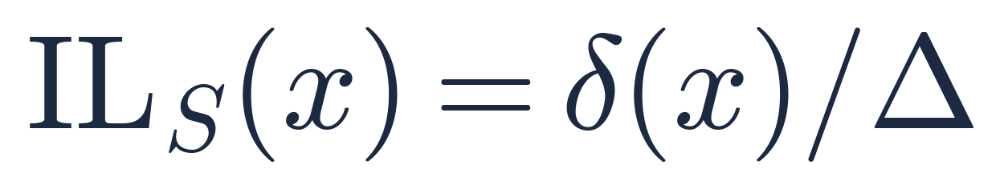 IL_S(x) = δ(x)/Δ